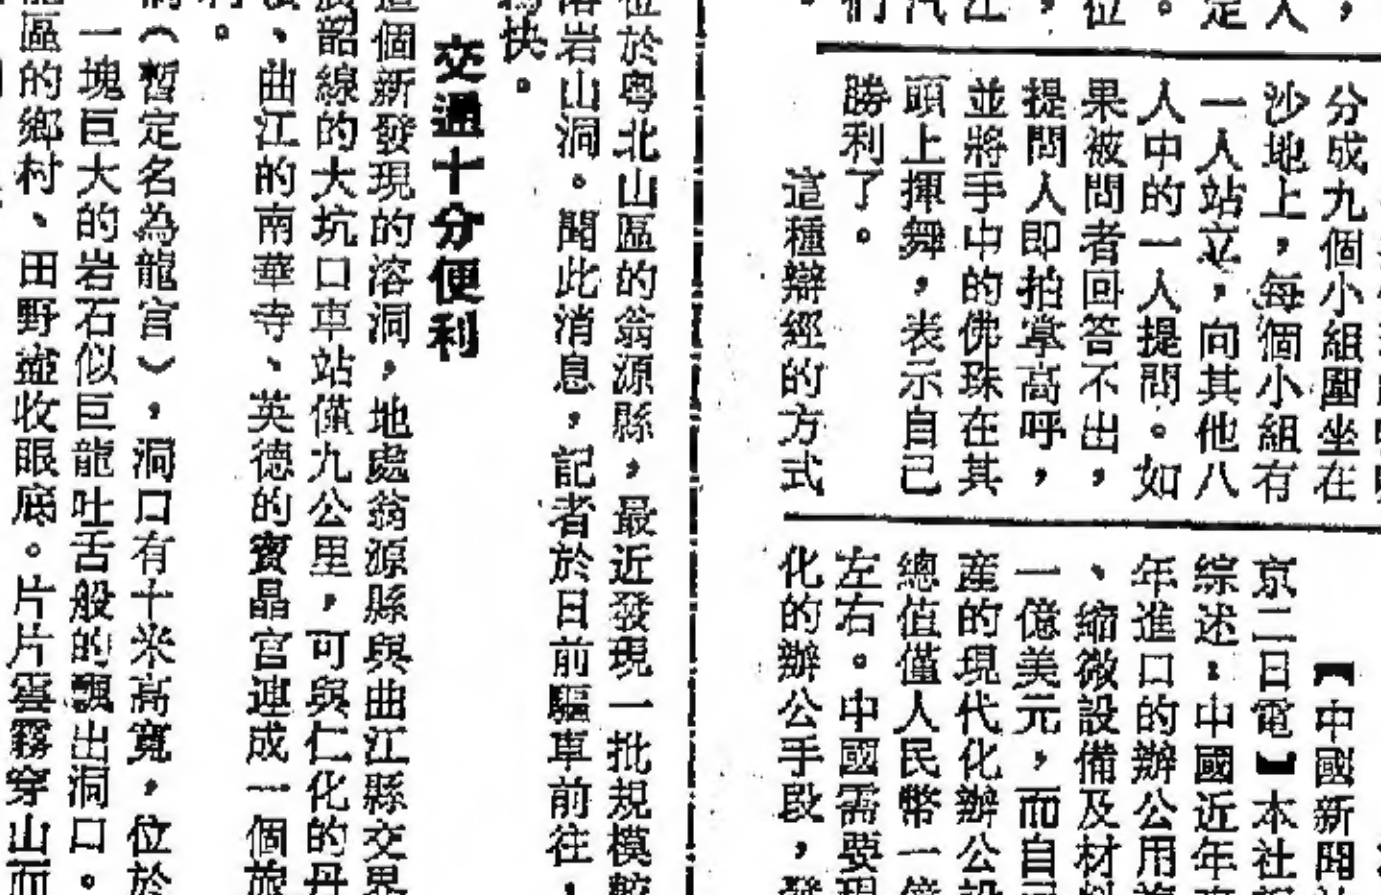 分成九個小組圍坐在
沙地上，每個小組有
一人站立，向其他八
人中的一人提問。如
果被問者回答不出，
提問人即拍掌高呼，
並將手中的佛珠在其
頭上揮舞，表示自己
勝利了。
這種辯經的方式
【中國新聞
京二日電】本社
綜述：中國近年
年進口的辦公用
、縮微設備及材料
一億美元，而自
產的現代化辦公設
總值僅人民幣一億
左右。中國需要現
化的辦公手段，發
位於粵北山區的翁源縣，最近發現一批規模較
溶岩山洞。聞此消息，記者於日前驅車前往，
為快。
交通十分便利
這個新發現的溶洞，地處翁源縣與曲江縣交界
韶線的大坑口車站僅九公里，可與仁化的丹
、曲江的南華寺、英德的寶晶宮連成一個旅
。
（暫定名為龍宮），洞口有十米高寬，位於
一塊巨大的岩石似巨龍吐舌般的飄出洞口。
區的鄉村、田野盡收眼底。片片雲霧穿山而